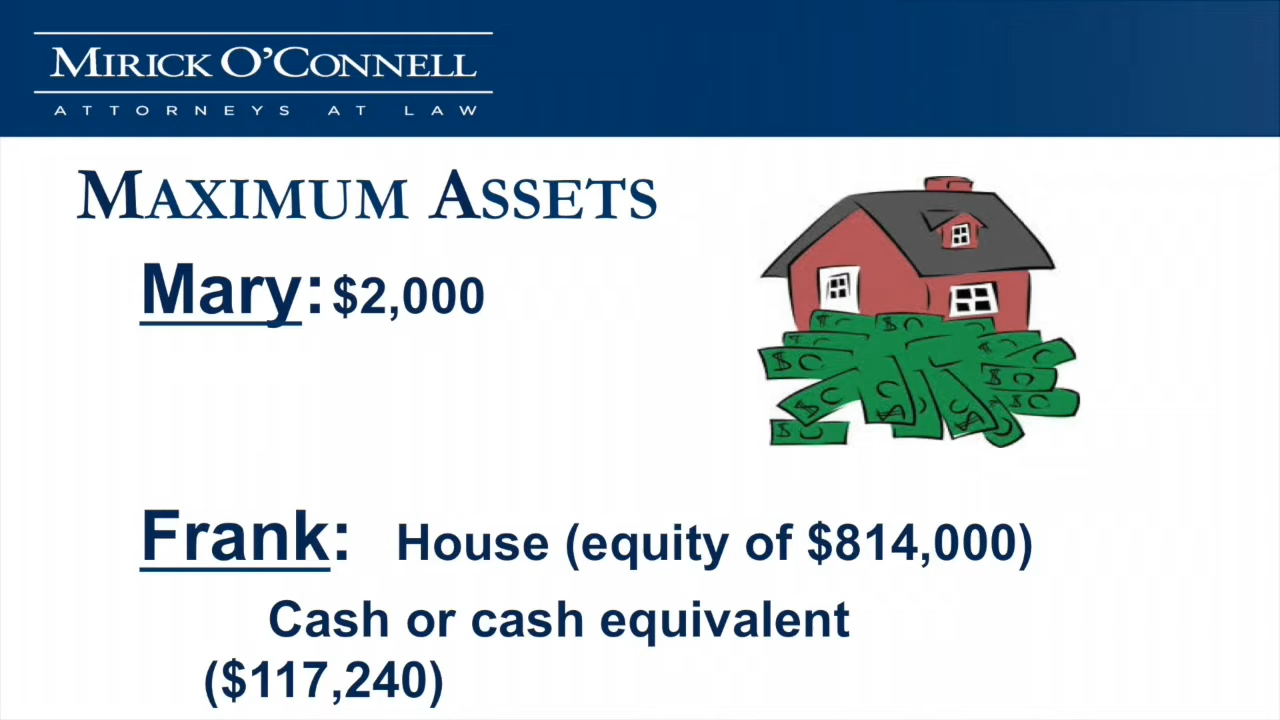 MIRICK O'CONNELL
ATTORNEYS AT LAW
MAXIMUM ASSETS
Mary: $2,000
Frank: House (equity of $814,000)
Cash or cash equivalent
($117,240)